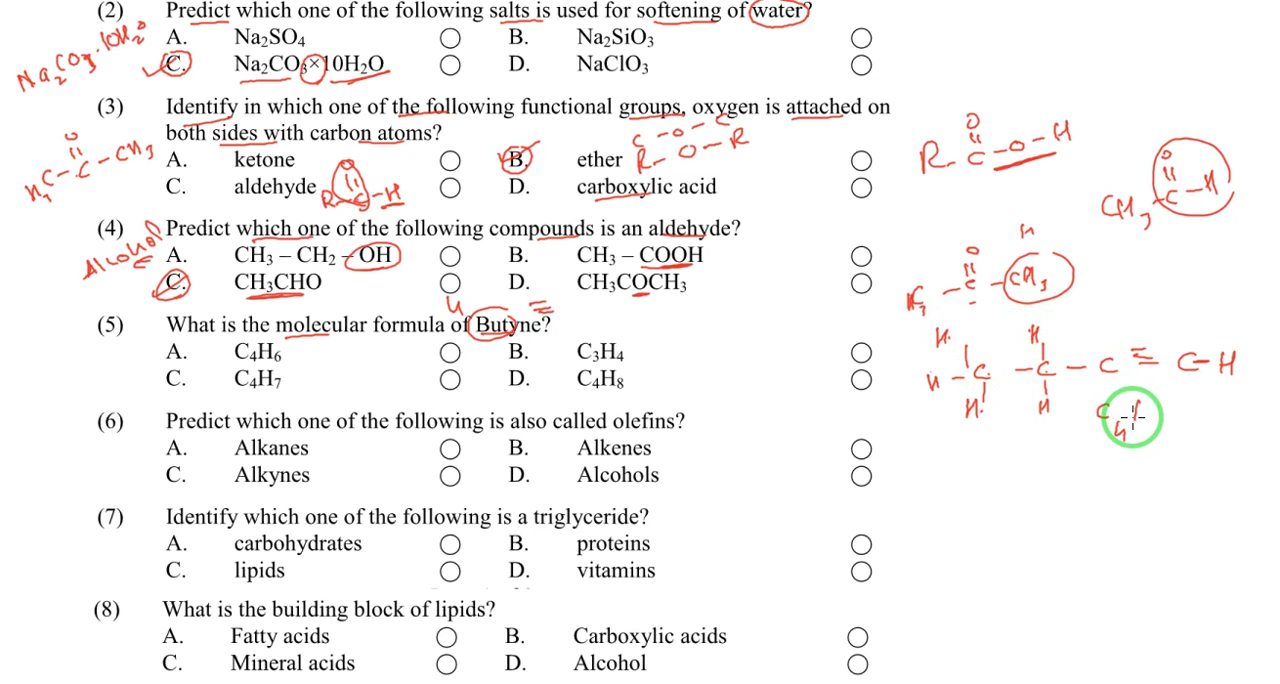 (2) Predict which one of the following salts is used for softening of water?
A. Na₂SO₄ B. Na₂SiO₃
C. Na₂CO₃×10H₂O D. NaClO₃
Na₂CO₃·10H₂O
(3) Identify in which one of the following functional groups, oxygen is attached on
both sides with carbon atoms?
C-O-C
A. ketone B. ether R-O-R
C. aldehyde D. carboxylic acid
O
H₃C-C-CH₃
O
R-C-H
O
R-C-O-H
O
CH₃-C-H
(4) Predict which one of the following compounds is an aldehyde?
Alcohol
A. CH₃ – CH₂ – OH B. CH₃ – COOH
C. CH₃CHO D. CH₃COCH₃
O
-C-CH₃
4 ≡
(5) What is the molecular formula of Butyne?
A. C₄H₆ B. C₃H₄
C. C₄H₇ D. C₄H₈
H H
H-C-C-C≡C-H
H H
C₄
(6) Predict which one of the following is also called olefins?
A. Alkanes B. Alkenes
C. Alkynes D. Alcohols
(7) Identify which one of the following is a triglyceride?
A. carbohydrates B. proteins
C. lipids D. vitamins
(8) What is the building block of lipids?
A. Fatty acids B. Carboxylic acids
C. Mineral acids D. Alcohol